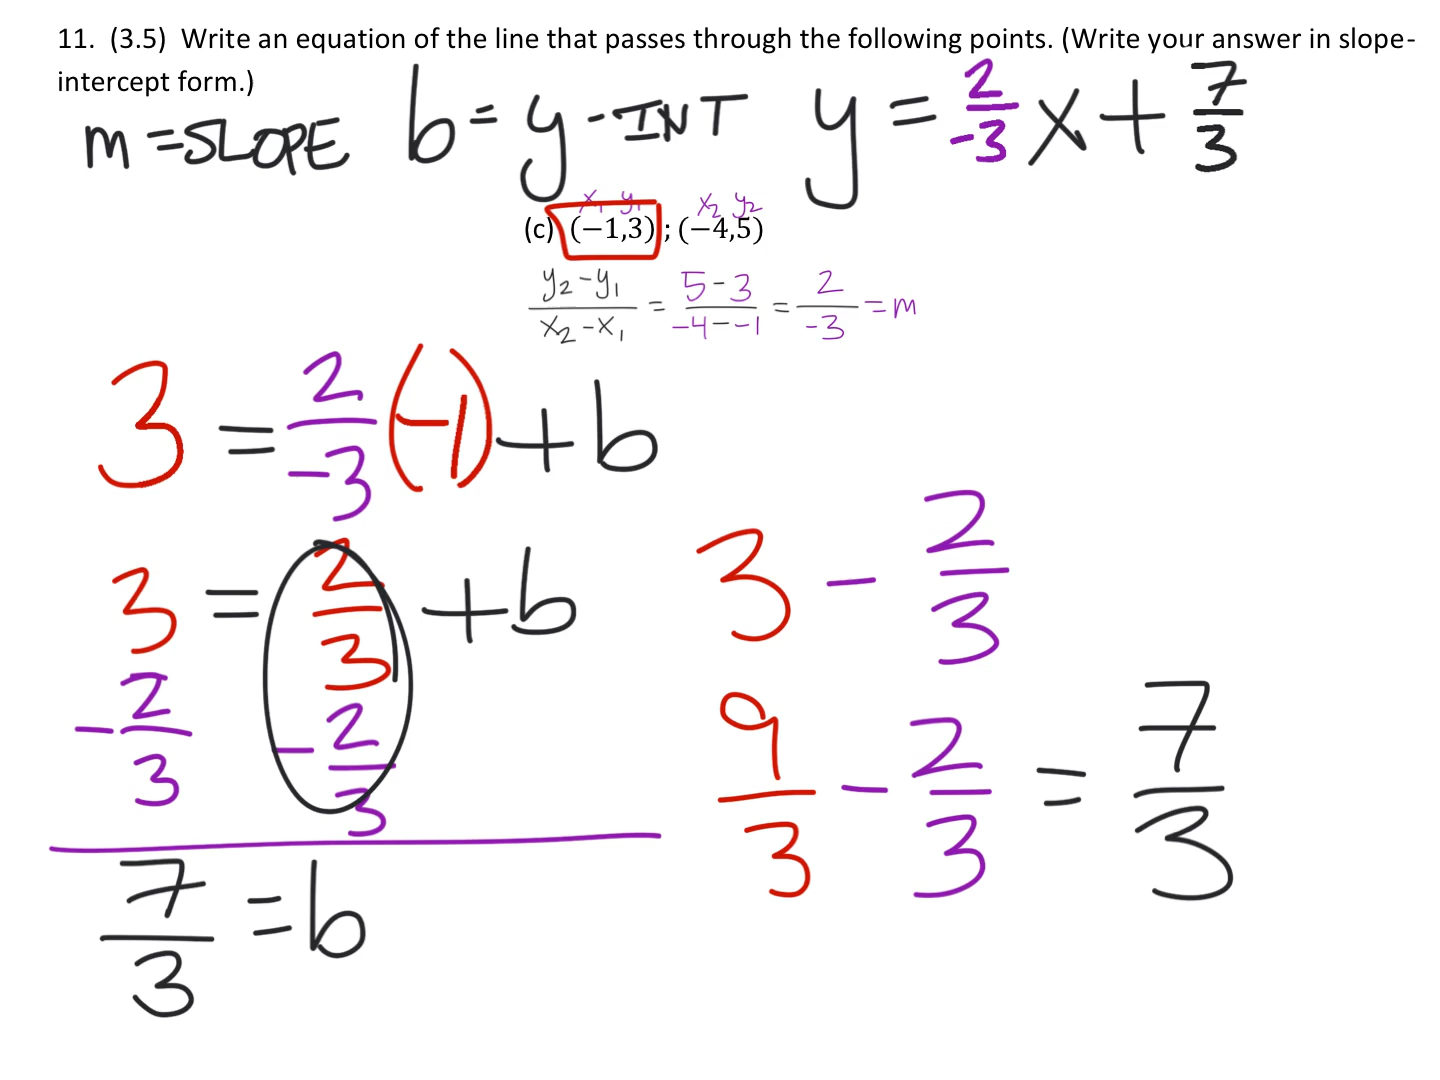 11. (3.5) Write an equation of the line that passes through the following points. (Write your answer in slope-
intercept form.)
m = SLOPE b = y-INT y = 2/-3 x + 7/3
x₁ y₁ x₂ y₂
(c) (−1,3) ; (−4,5)
y₂-y₁/x₂-x₁ = 5-3/-4--1 = 2/-3 = m
3 = 2/-3 (-1) + b
3 = 2/3 + b 3 - 2/3
-2/3 -2/3 9/3 - 2/3 = 7/3
7/3 = b